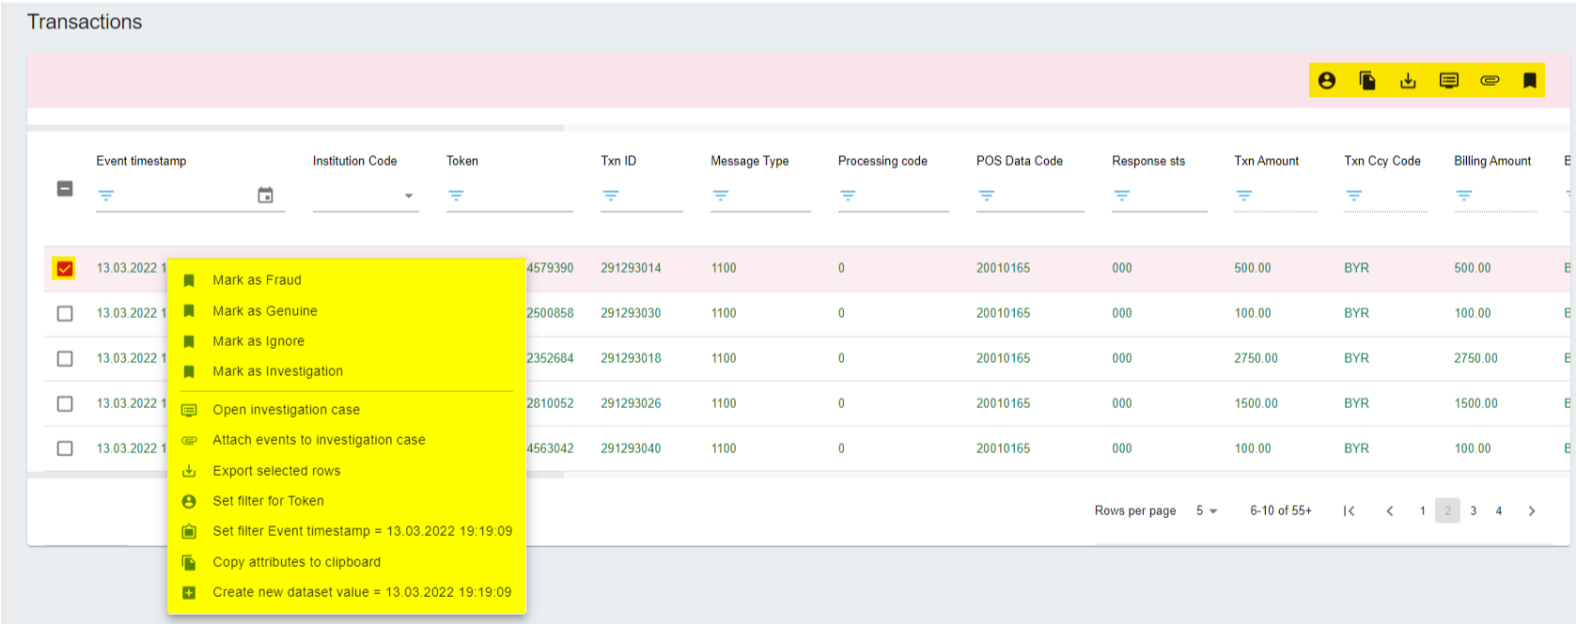 Transactions
Event timestamp Institution Code Token Txn ID Message Type Processing code POS Data Code Response sts Txn Amount Txn Ccy Code Billing Amount
13.03.2022 1 4579390 291293014 1100 0 20010165 000 500.00 BYR 500.00
Mark as Fraud
13.03.2022 1 2500858 291293030 1100 0 20010165 000 100.00 BYR 100.00
Mark as Genuine
Mark as Ignore
13.03.2022 1 2352684 291293018 1100 0 20010165 000 2750.00 BYR 2750.00
Mark as Investigation
13.03.2022 1 2810052 291293026 1100 0 20010165 000 1500.00 BYR 1500.00
Open investigation case
Attach events to investigation case
13.03.2022 1 4563042 291293040 1100 0 20010165 000 100.00 BYR 100.00
Export selected rows
Set filter for Token
Rows per page 5 6-10 of 55+ 1 2 3 4
Set filter Event timestamp = 13.03.2022 19:19:09
Copy attributes to clipboard
Create new dataset value = 13.03.2022 19:19:09